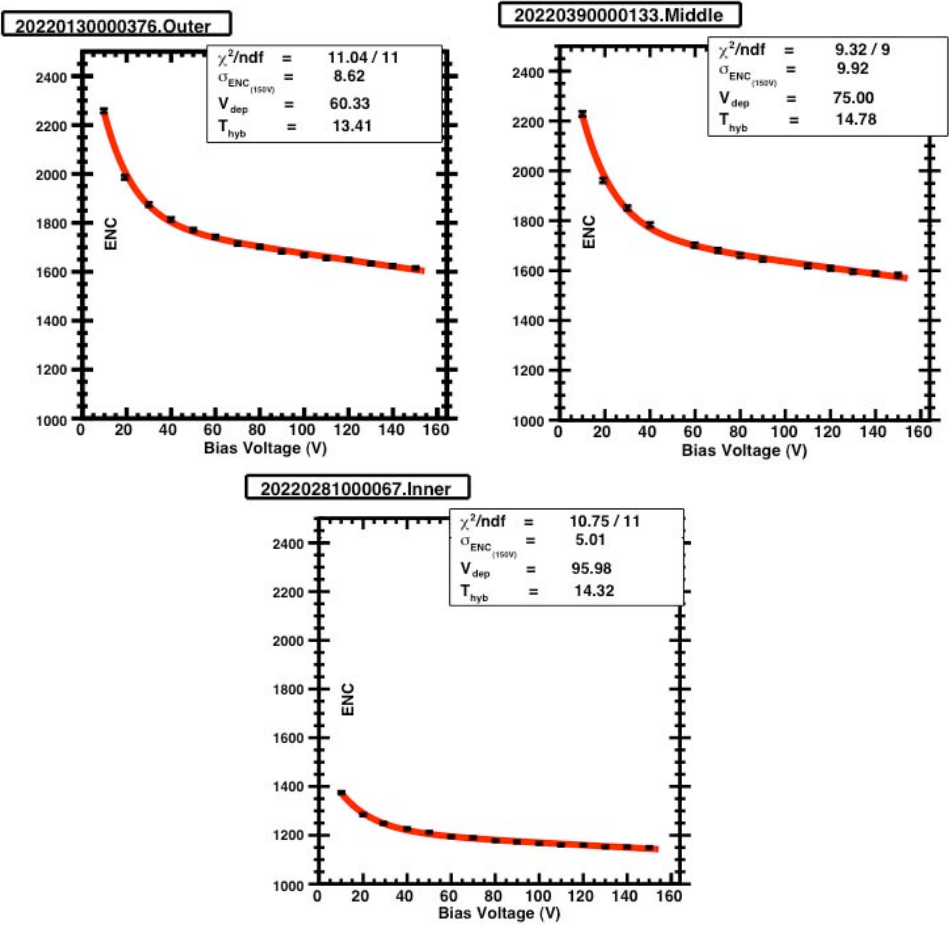 20220130000376.Outer
χ²/ndf = 11.04 / 11
σENC(150V) = 8.62
Vdep = 60.33
Thyb = 13.41
2400
2200
2000
1800
1600
1400
1200
1000
ENC
0 20 40 60 80 100 120 140 160
Bias Voltage (V)
20220390000133.Middle
χ²/ndf = 9.32 / 9
σENC(150V) = 9.92
Vdep = 75.00
Thyb = 14.78
2400
2200
2000
1800
1600
1400
1200
1000
ENC
0 20 40 60 80 100 120 140 160
Bias Voltage (V)
20220281000067.Inner
χ²/ndf = 10.75 / 11
σENC(150V) = 5.01
Vdep = 95.98
Thyb = 14.32
2400
2200
2000
1800
1600
1400
1200
1000
ENC
0 20 40 60 80 100 120 140 160
Bias Voltage (V)